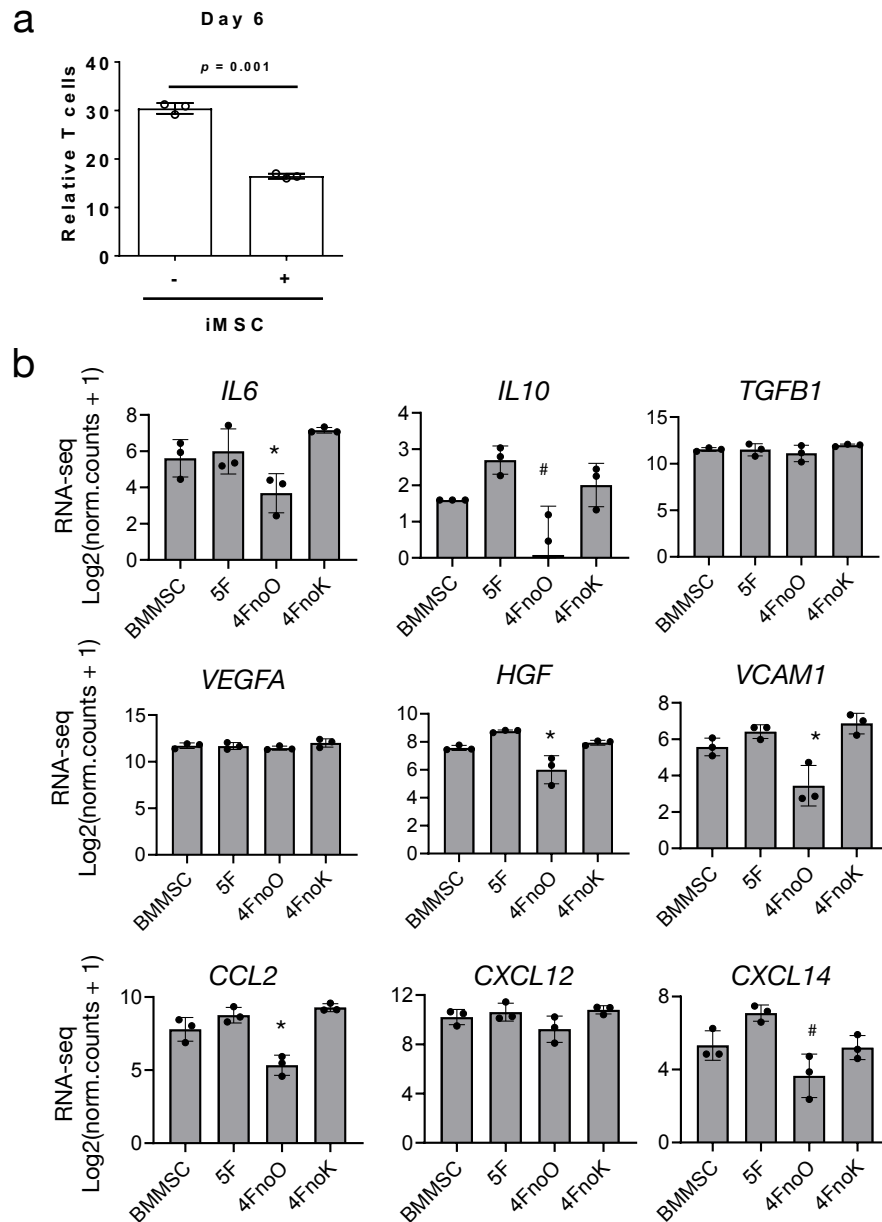 a
Day 6
p = 0.001
Relative T cells
40
30
20
10
0
- +
iMSC
b
IL6 IL10 TGFB1
RNA-seq
Log2(norm.counts + 1)
8
6
4
2
0
*
BMMSC 5F 4FnoO 4FnoK
4
3
2
1
0
#
BMMSC 5F 4FnoO 4FnoK
15
10
5
0
BMMSC 5F 4FnoO 4FnoK
VEGFA HGF VCAM1
RNA-seq
Log2(norm.counts + 1)
15
10
5
0
BMMSC 5F 4FnoO 4FnoK
10
8
6
4
2
0
*
BMMSC 5F 4FnoO 4FnoK
8
6
4
2
0
*
BMMSC 5F 4FnoO 4FnoK
CCL2 CXCL12 CXCL14
RNA-seq
Log2(norm.counts + 1)
10
5
0
*
BMMSC 5F 4FnoO 4FnoK
12
8
4
0
BMMSC 5F 4FnoO 4FnoK
8
4
0
#
BMMSC 5F 4FnoO 4FnoK